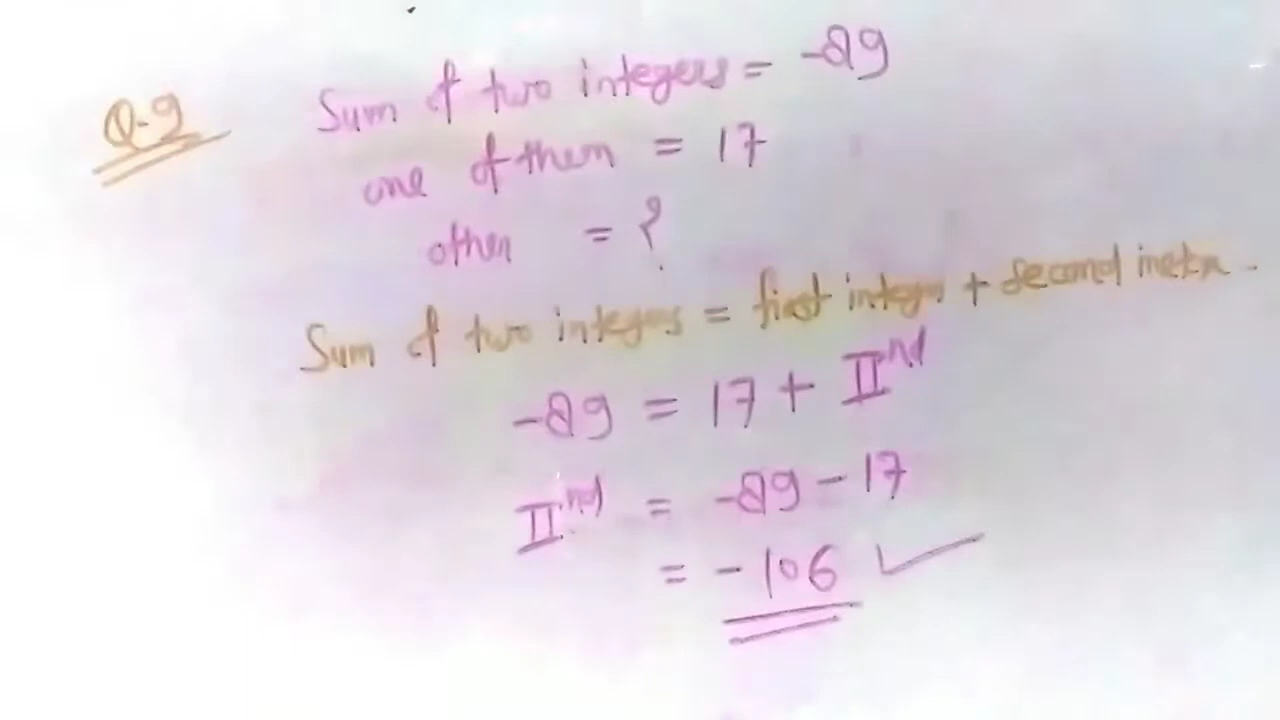 Q-9
Sum of two integers = -89
one of them = 17
other = ?
Sum of two integers = first integer + second
-89 = 17 + IInd
IInd = -89 - 17
= -106 ✓